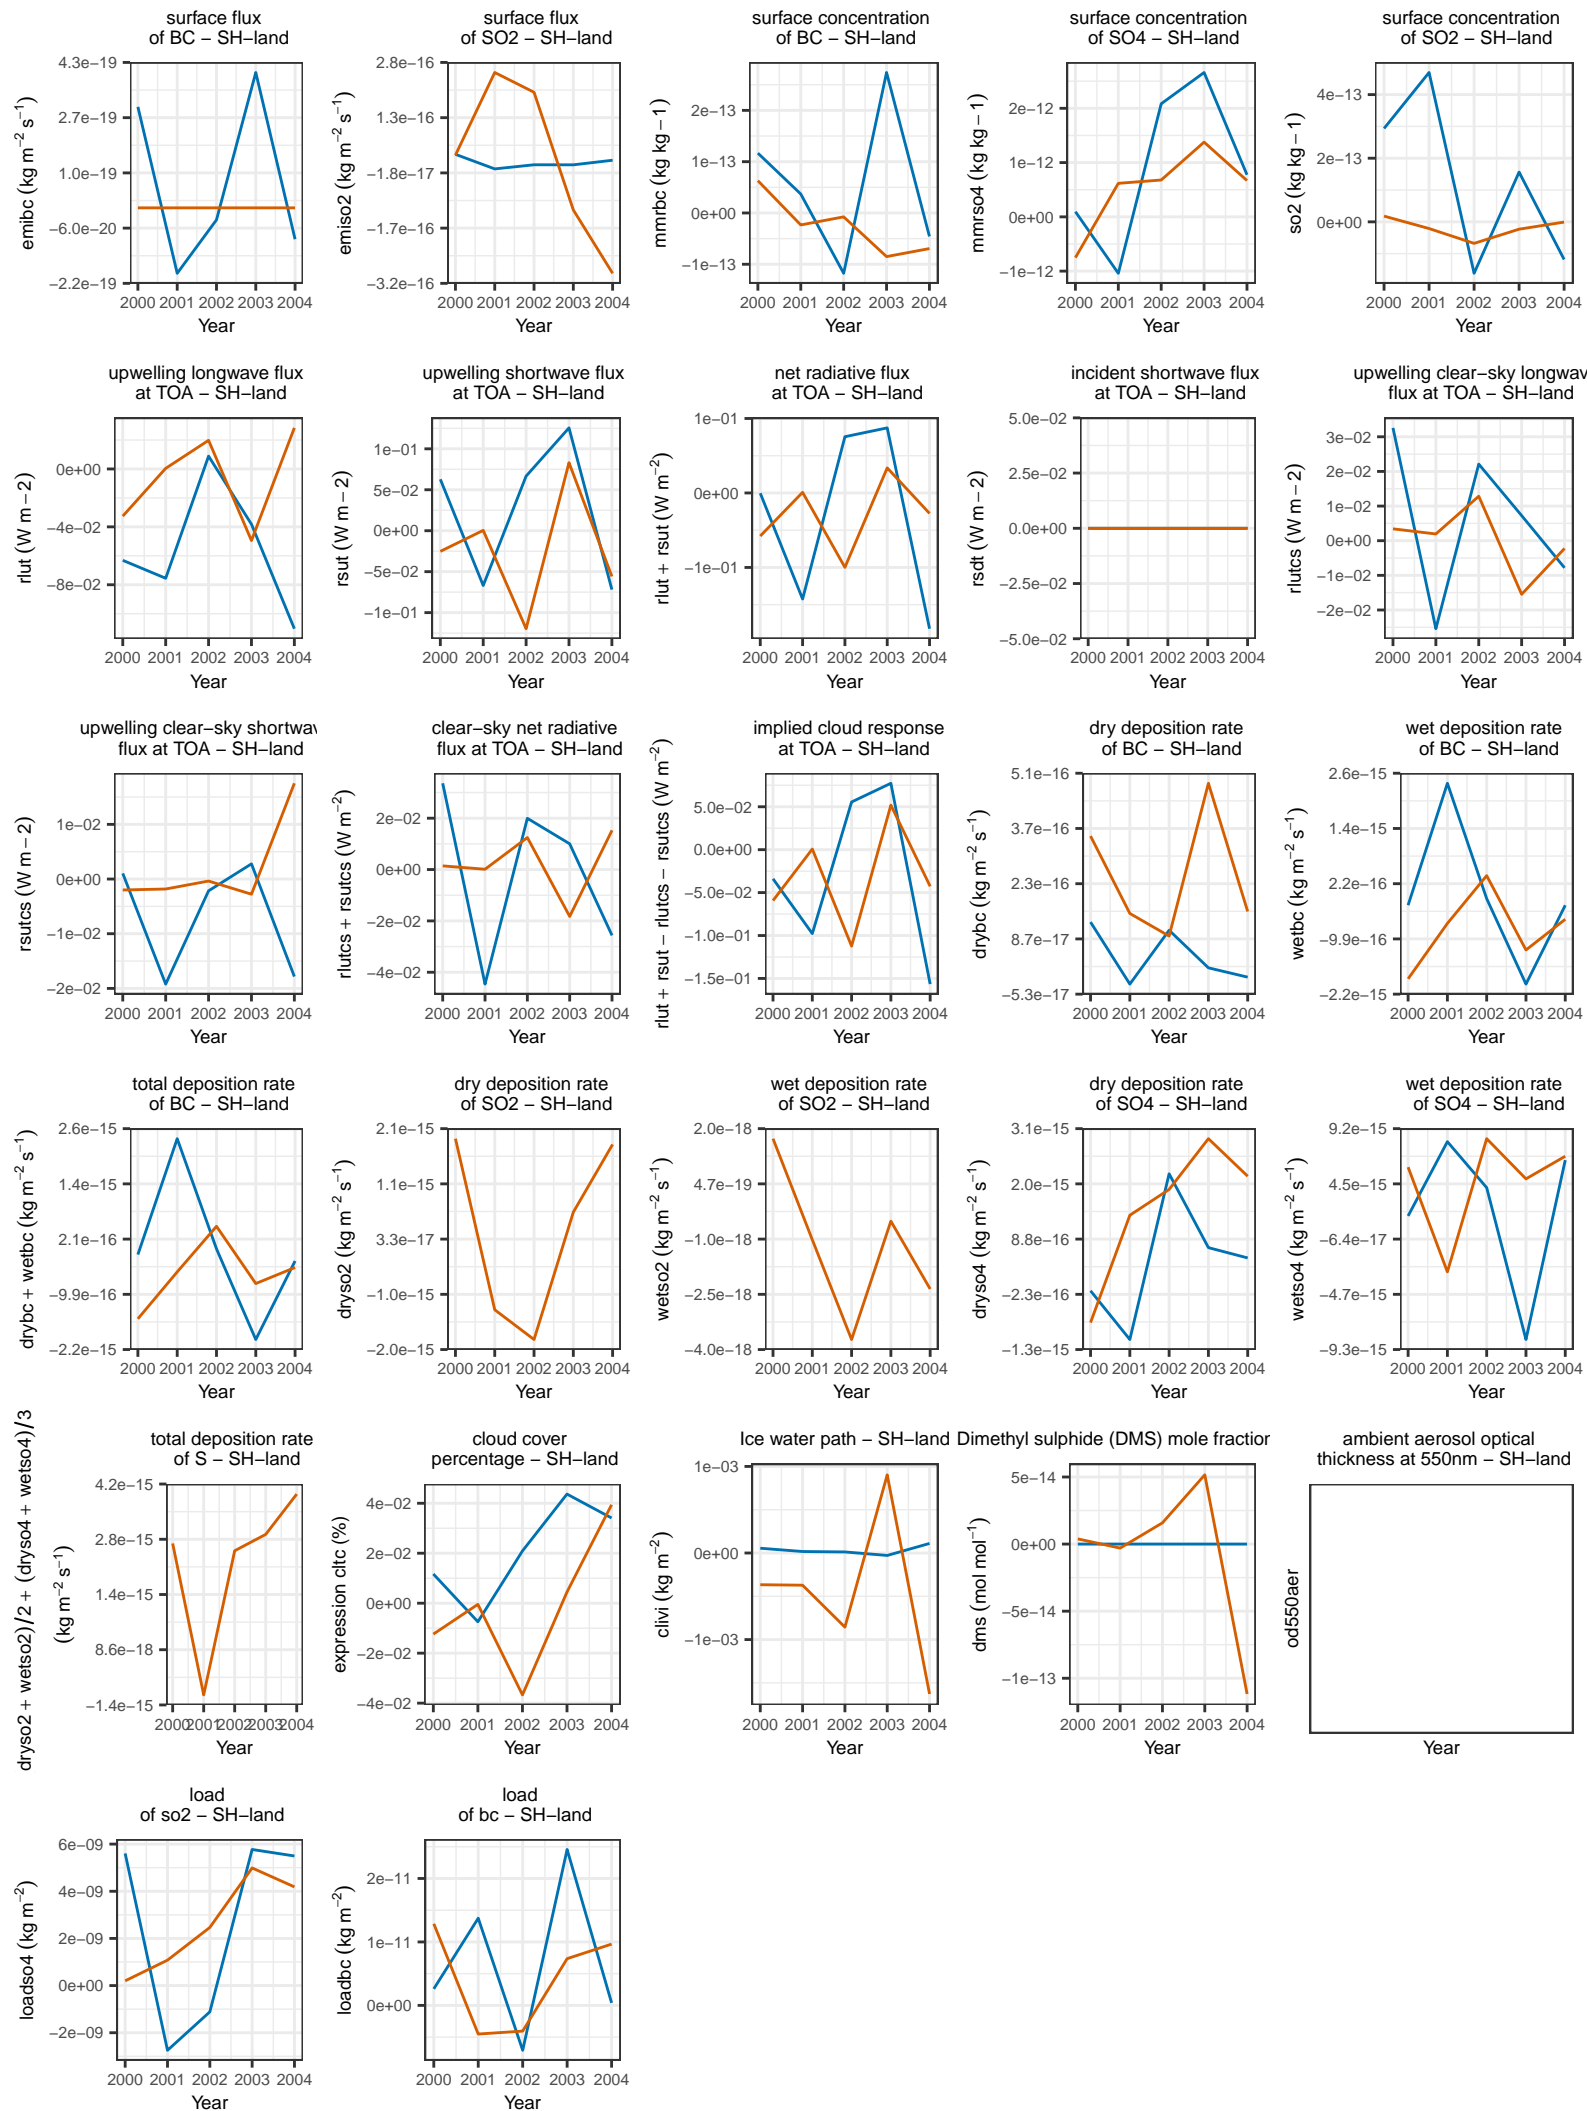 surface flux
of BC − SH−land
emibc (kg m−2 s−1)
4.3e−19
2.7e−19
1.0e−19
−6.0e−20
−2.2e−19
2000 2001 2002 2003 2004
Year
surface flux
of SO2 − SH−land
emiso2 (kg m−2 s−1)
2.8e−16
1.3e−16
−1.8e−17
−1.7e−16
−3.2e−16
2000 2001 2002 2003 2004
Year
surface concentration
of BC − SH−land
mmrbc (kg kg − 1)
2e−13
1e−13
0e+00
−1e−13
2000 2001 2002 2003 2004
Year
surface concentration
of SO4 − SH−land
mmrso4 (kg kg − 1)
2e−12
1e−12
0e+00
−1e−12
2000 2001 2002 2003 2004
Year
surface concentration
of SO2 − SH−land
so2 (kg kg − 1)
4e−13
2e−13
0e+00
2000 2001 2002 2003 2004
Year
upwelling longwave flux
at TOA − SH−land
rlut (W m − 2)
0e+00
−4e−02
−8e−02
2000 2001 2002 2003 2004
Year
upwelling shortwave flux
at TOA − SH−land
rsut (W m − 2)
1e−01
5e−02
0e+00
−5e−02
−1e−01
2000 2001 2002 2003 2004
Year
net radiative flux
at TOA − SH−land
rlut + rsut (W m−2)
1e−01
0e+00
−1e−01
2000 2001 2002 2003 2004
Year
incident shortwave flux
at TOA − SH−land
rsdt (W m − 2)
5.0e−02
2.5e−02
0.0e+00
−2.5e−02
−5.0e−02
2000 2001 2002 2003 2004
Year
upwelling clear−sky longwav
flux at TOA − SH−land
rlutcs (W m − 2)
3e−02
2e−02
1e−02
0e+00
−1e−02
−2e−02
2000 2001 2002 2003 2004
Year
upwelling clear−sky shortwav
flux at TOA − SH−land
rsutcs (W m − 2)
1e−02
0e+00
−1e−02
−2e−02
2000 2001 2002 2003 2004
Year
clear−sky net radiative
flux at TOA − SH−land
rlutcs + rsutcs (W m−2)
2e−02
0e+00
−2e−02
−4e−02
2000 2001 2002 2003 2004
Year
implied cloud response
at TOA − SH−land
rlut + rsut − rlutcs − rsutcs (W m−2)
5.0e−02
0.0e+00
−5.0e−02
−1.0e−01
−1.5e−01
2000 2001 2002 2003 2004
Year
dry deposition rate
of BC − SH−land
drybc (kg m−2 s−1)
5.1e−16
3.7e−16
2.3e−16
8.7e−17
−5.3e−17
2000 2001 2002 2003 2004
Year
wet deposition rate
of BC − SH−land
wetbc (kg m−2 s−1)
2.6e−15
1.4e−15
2.2e−16
−9.9e−16
−2.2e−15
2000 2001 2002 2003 2004
Year
total deposition rate
of BC − SH−land
drybc + wetbc (kg m−2 s−1)
2.6e−15
1.4e−15
2.1e−16
−9.9e−16
−2.2e−15
2000 2001 2002 2003 2004
Year
dry deposition rate
of SO2 − SH−land
dryso2 (kg m−2 s−1)
2.1e−15
1.1e−15
3.3e−17
−1.0e−15
−2.0e−15
2000 2001 2002 2003 2004
Year
wet deposition rate
of SO2 − SH−land
wetso2 (kg m−2 s−1)
2.0e−18
4.7e−19
−1.0e−18
−2.5e−18
−4.0e−18
2000 2001 2002 2003 2004
Year
dry deposition rate
of SO4 − SH−land
dryso4 (kg m−2 s−1)
3.1e−15
2.0e−15
8.8e−16
−2.3e−16
−1.3e−15
2000 2001 2002 2003 2004
Year
wet deposition rate
of SO4 − SH−land
wetso4 (kg m−2 s−1)
9.2e−15
4.5e−15
−6.4e−17
−4.7e−15
−9.3e−15
2000 2001 2002 2003 2004
Year
total deposition rate
of S − SH−land
dryso2 + wetso2)/2 + (dryso4 + wetso4)/3
(kg m−2 s−1)
4.2e−15
2.8e−15
1.4e−15
8.6e−18
−1.4e−15
2000 2001 2002 2003 2004
Year
cloud cover
percentage − SH−land
expression cltc (%)
4e−02
2e−02
0e+00
−2e−02
−4e−02
2000 2001 2002 2003 2004
Year
Ice water path − SH−land
clivi (kg m−2)
1e−03
0e+00
−1e−03
2000 2001 2002 2003 2004
Year
Dimethyl sulphide (DMS) mole fraction
dms (mol mol−1)
5e−14
0e+00
−5e−14
−1e−13
2000 2001 2002 2003 2004
Year
ambient aerosol optical
thickness at 550nm − SH−land
od550aer
Year
load
of so2 − SH−land
loadso4 (kg m−2)
6e−09
4e−09
2e−09
0e+00
−2e−09
2000 2001 2002 2003 2004
Year
load
of bc − SH−land
loadbc (kg m−2)
2e−11
1e−11
0e+00
2000 2001 2002 2003 2004
Year